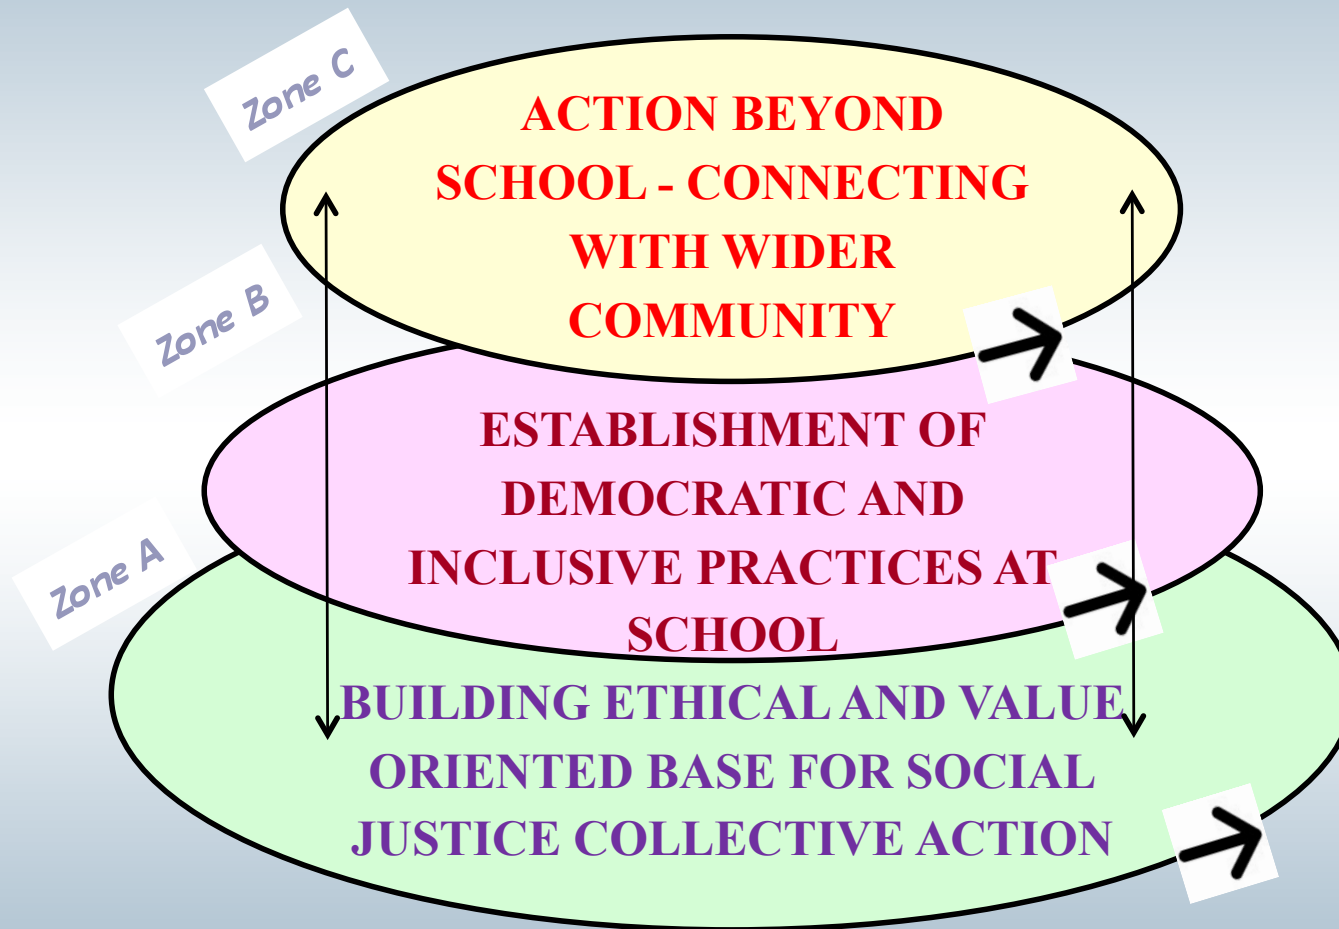 Zone C
ACTION BEYOND
SCHOOL - CONNECTING
WITH WIDER
COMMUNITY
Zone B
ESTABLISHMENT OF
DEMOCRATIC AND
INCLUSIVE PRACTICES AT
SCHOOL
Zone A
BUILDING ETHICAL AND VALUE
ORIENTED BASE FOR SOCIAL
JUSTICE COLLECTIVE ACTION